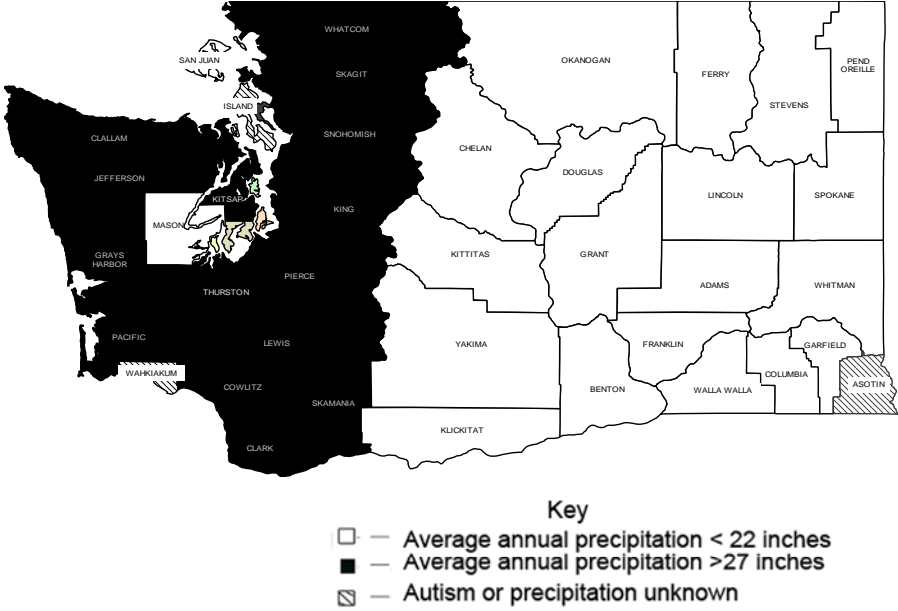 WHATCOM
SAN JUAN
OKANOGAN
PEND
OREILLE
SKAGIT
FERRY
ISLAND
STEVENS
CLALLAM
SNOHOMISH
CHELAN
DOUGLAS
JEFFERSON
KITSAP
LINCOLN
SPOKANE
KING
MASON
GRAYS
HARBOR
KITTITAS
GRANT
PIERCE
ADAMS
WHITMAN
THURSTON
PACIFIC
LEWIS
YAKIMA
FRANKLIN
GARFIELD
WAHKIAKUM
COLUMBIA
COWLITZ
BENTON
WALLA WALLA
ASOTIN
SKAMANIA
KLICKITAT
CLARK
Key
— Average annual precipitation < 22 inches
— Average annual precipitation >27 inches
— Autism or precipitation unknown